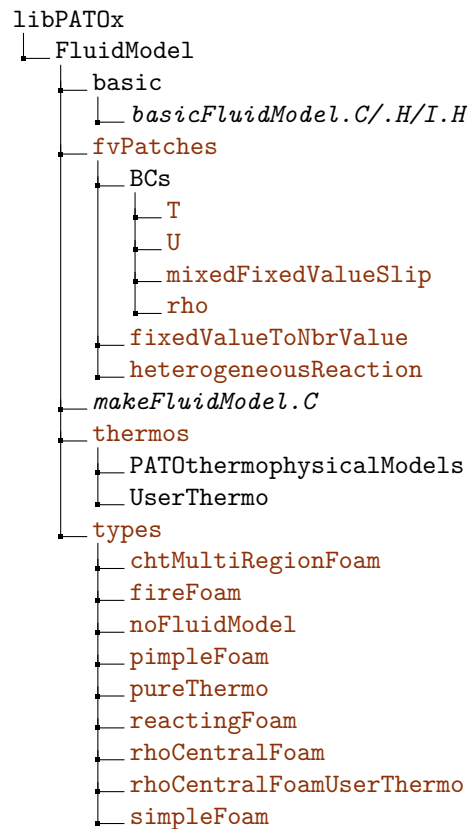 libPATOx
FluidModel
basic
basicFluidModel.C/.H/I.H
fvPatches
BCs
T
U
mixedFixedValueSlip
rho
fixedValueToNbrValue
heterogeneousReaction
makeFluidModel.C
thermos
PATOthermophysicalModels
UserThermo
types
chtMultiRegionFoam
fireFoam
noFluidModel
pimpleFoam
pureThermo
reactingFoam
rhoCentralFoam
rhoCentralFoamUserThermo
simpleFoam